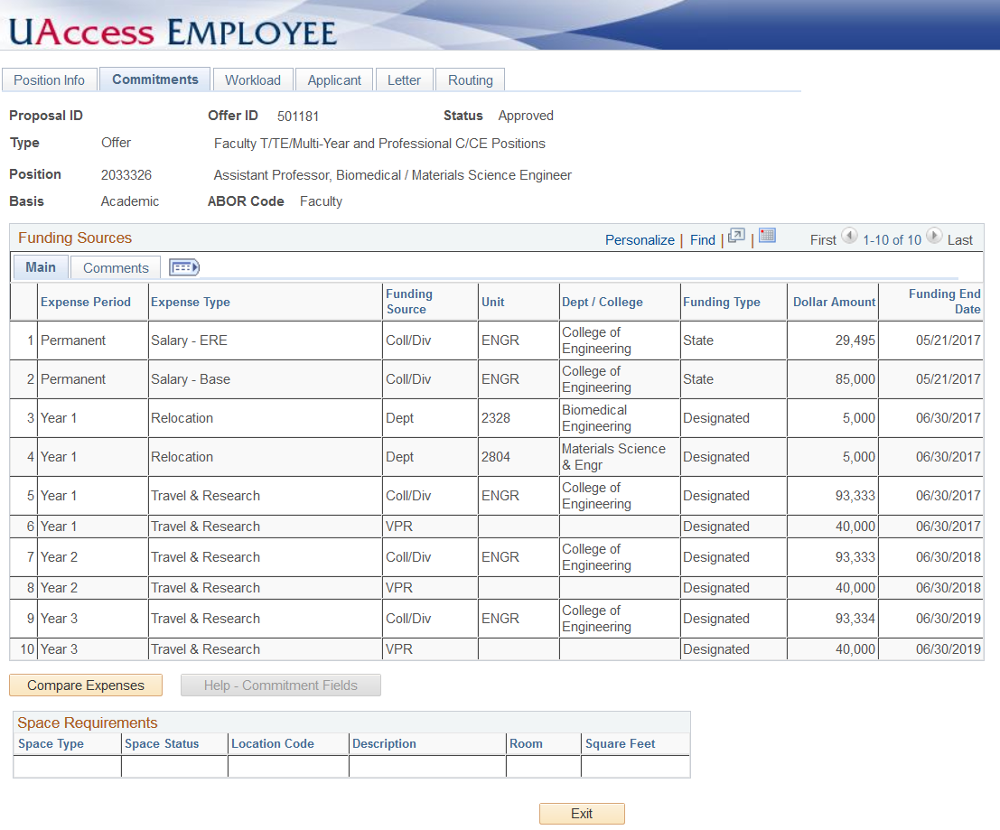 UAccess EMPLOYEE
Position Info Commitments Workload Applicant Letter Routing
Proposal ID Offer ID 501181 Status Approved
Type Offer Faculty T/TE/Multi-Year and Professional C/CE Positions
Position 2033326 Assistant Professor, Biomedical / Materials Science Engineer
Basis Academic ABOR Code Faculty
Funding Sources Personalize | Find | | First 1-10 of 10 Last
Main Comments
Expense Period Expense Type Funding Source Unit Dept / College Funding Type Dollar Amount Funding End Date
1 Permanent Salary - ERE Coll/Div ENGR College of Engineering State 29,495 05/21/2017
2 Permanent Salary - Base Coll/Div ENGR College of Engineering State 85,000 05/21/2017
3 Year 1 Relocation Dept 2328 Biomedical Engineering Designated 5,000 06/30/2017
4 Year 1 Relocation Dept 2804 Materials Science & Engr Designated 5,000 06/30/2017
5 Year 1 Travel & Research Coll/Div ENGR College of Engineering Designated 93,333 06/30/2017
6 Year 1 Travel & Research VPR Designated 40,000 06/30/2017
7 Year 2 Travel & Research Coll/Div ENGR College of Engineering Designated 93,333 06/30/2018
8 Year 2 Travel & Research VPR Designated 40,000 06/30/2018
9 Year 3 Travel & Research Coll/Div ENGR College of Engineering Designated 93,334 06/30/2019
10 Year 3 Travel & Research VPR Designated 40,000 06/30/2019
Compare Expenses Help - Commitment Fields
Space Requirements
Space Type Space Status Location Code Description Room Square Feet
Exit